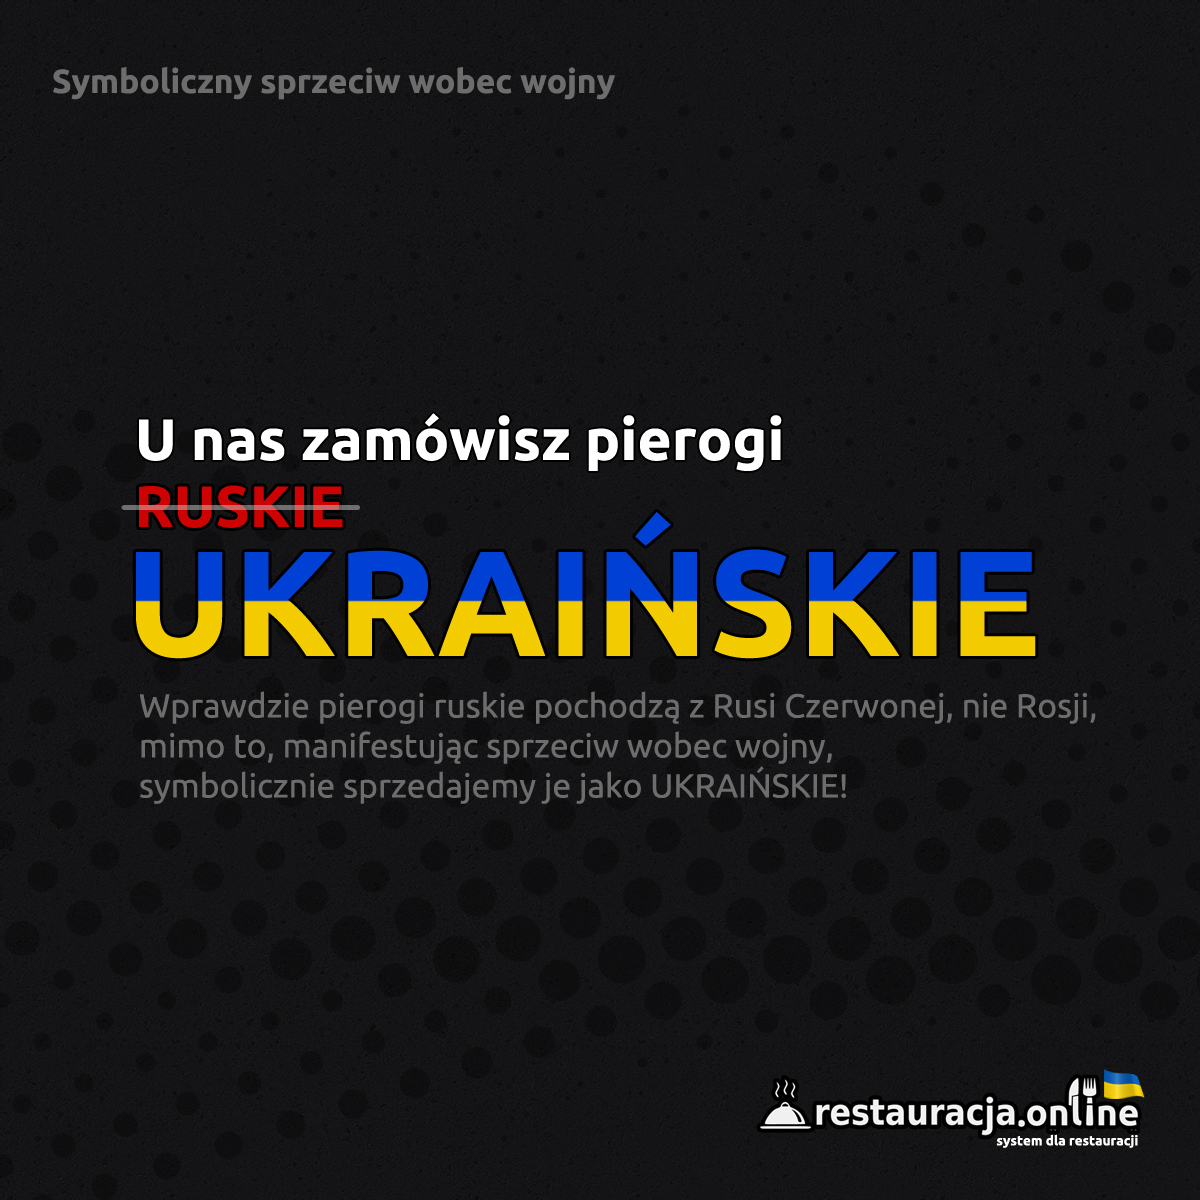 Symboliczny sprzeciw wobec wojny
U nas zamówisz pierogi
RUSKIE
UKRAIŃSKIE
Wprawdzie pierogi ruskie pochodzą z Rusi Czerwonej, nie Rosji,
mimo to, manifestując sprzeciw wobec wojny,
symbolicznie sprzedajemy je jako UKRAIŃSKIE!
restauracja.online
system dla restauracji